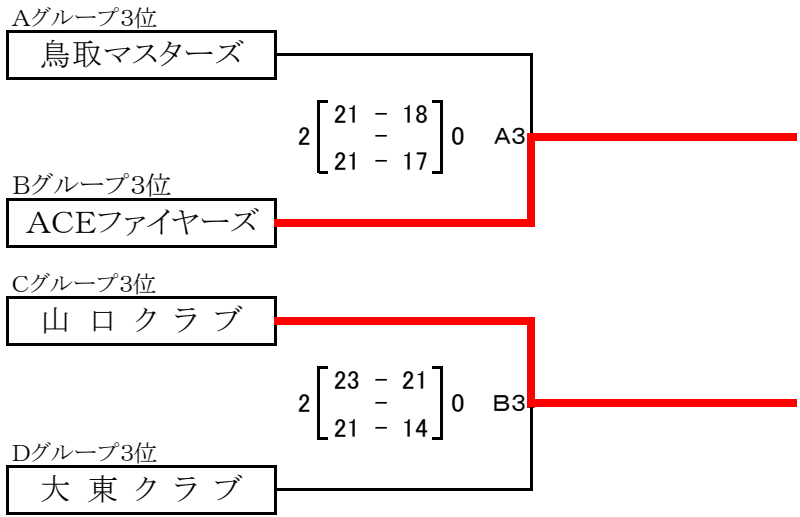 Aグループ3位
鳥取マスターズ
21 - 18
2 - 0 A3
21 - 17
Bグループ3位
ACEファイヤーズ
Cグループ3位
山口クラブ
23 - 21
2 - 0 B3
21 - 14
Dグループ3位
大東クラブ